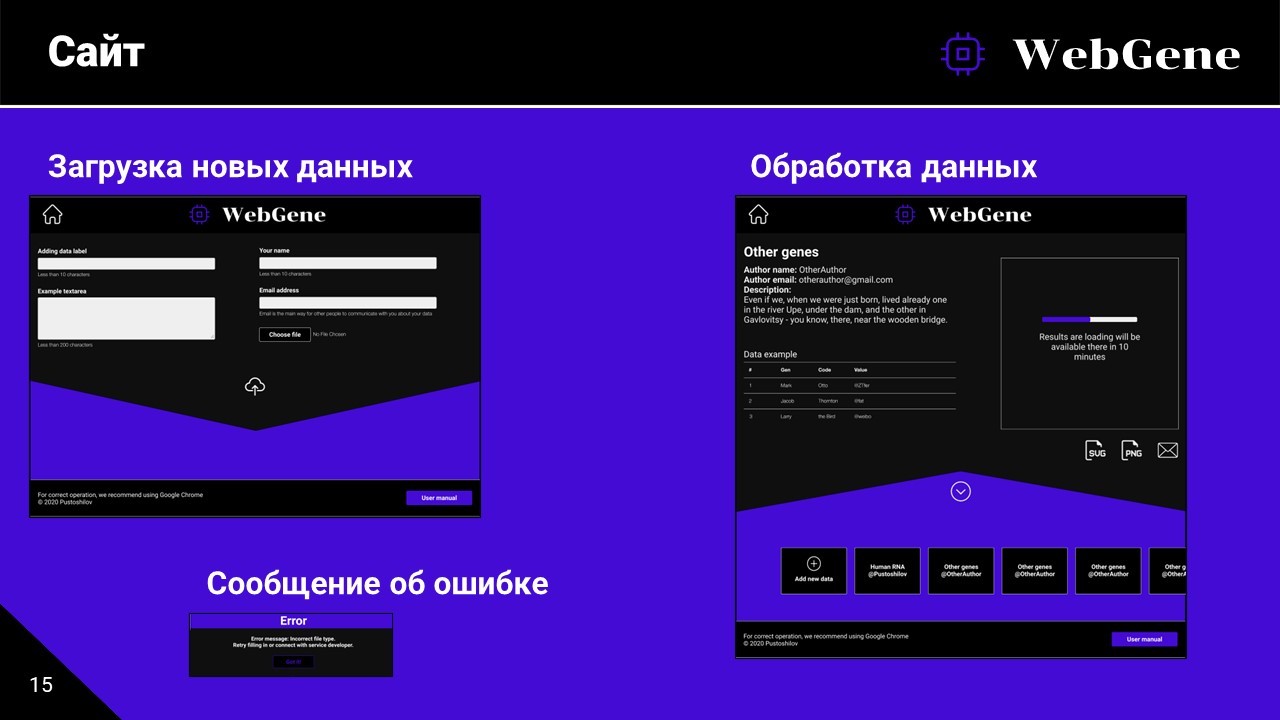 Сайт
WebGene
Загрузка новых данных
WebGene
Adding data label
Less than 10 characters
Example textarea
Less than 200 characters
Your name
Less than 10 characters
Email address
Email is the main way for other people to communicate with you about your data
Choose file No File Chosen
For correct operation, we recommend using Google Chrome
© 2020 Pustoshilov
User manual
Сообщение об ошибке
Error
Error message: Incorrect file type.
Retry filling in or connect with service developer.
Got it!
Обработка данных
WebGene
Other genes
Author name: OtherAuthor
Author email: otherauthor@gmail.com
Description:
Even if we, when we were just born, lived already one
in the river Upe, under the dam, and the other in
Gavlovitsy - you know, there, near the wooden bridge.
Data example
# Gen Code Value
1 Mark Otto
2 Jacob Thornton @fat
3 Larry the Bird
Results are loading will be
available there in 10
minutes
SVG PNG
Add new data
Human RNA
@Pustoshilov
Other genes
@OtherAuthor
Other genes
@OtherAuthor
Other genes
@OtherAuthor
Other g
@OtherA
For correct operation, we recommend using Google Chrome
© 2020 Pustoshilov
User manual
15